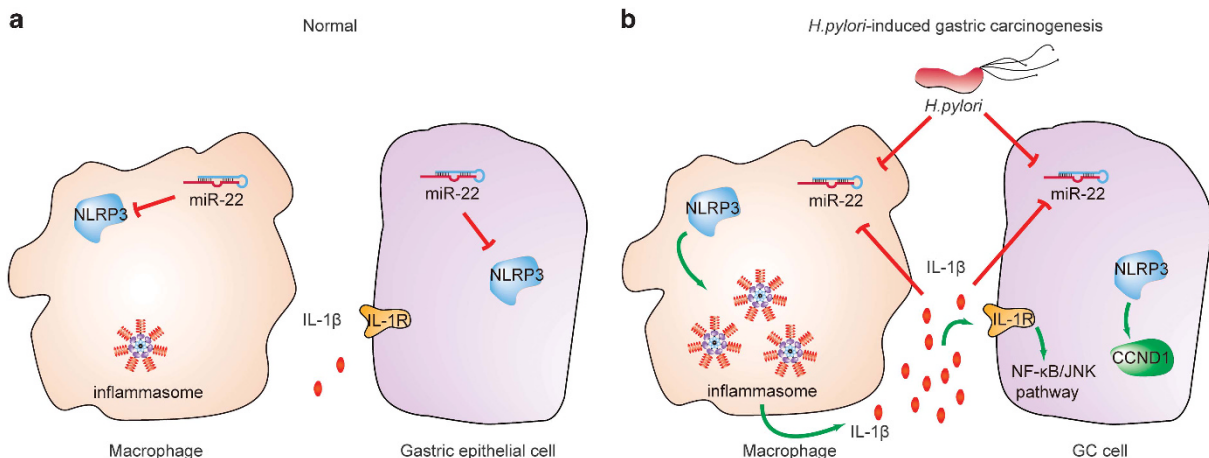 a
Normal
NLRP3
miR-22
inflammasome
Macrophage
IL-1β
miR-22
NLRP3
IL-1R
Gastric epithelial cell
b
H.pylori-induced gastric carcinogenesis
H.pylori
NLRP3
miR-22
inflammasome
Macrophage
IL-1β
IL-1β
miR-22
NLRP3
IL-1R
CCND1
NF-κB/JNK
pathway
GC cell